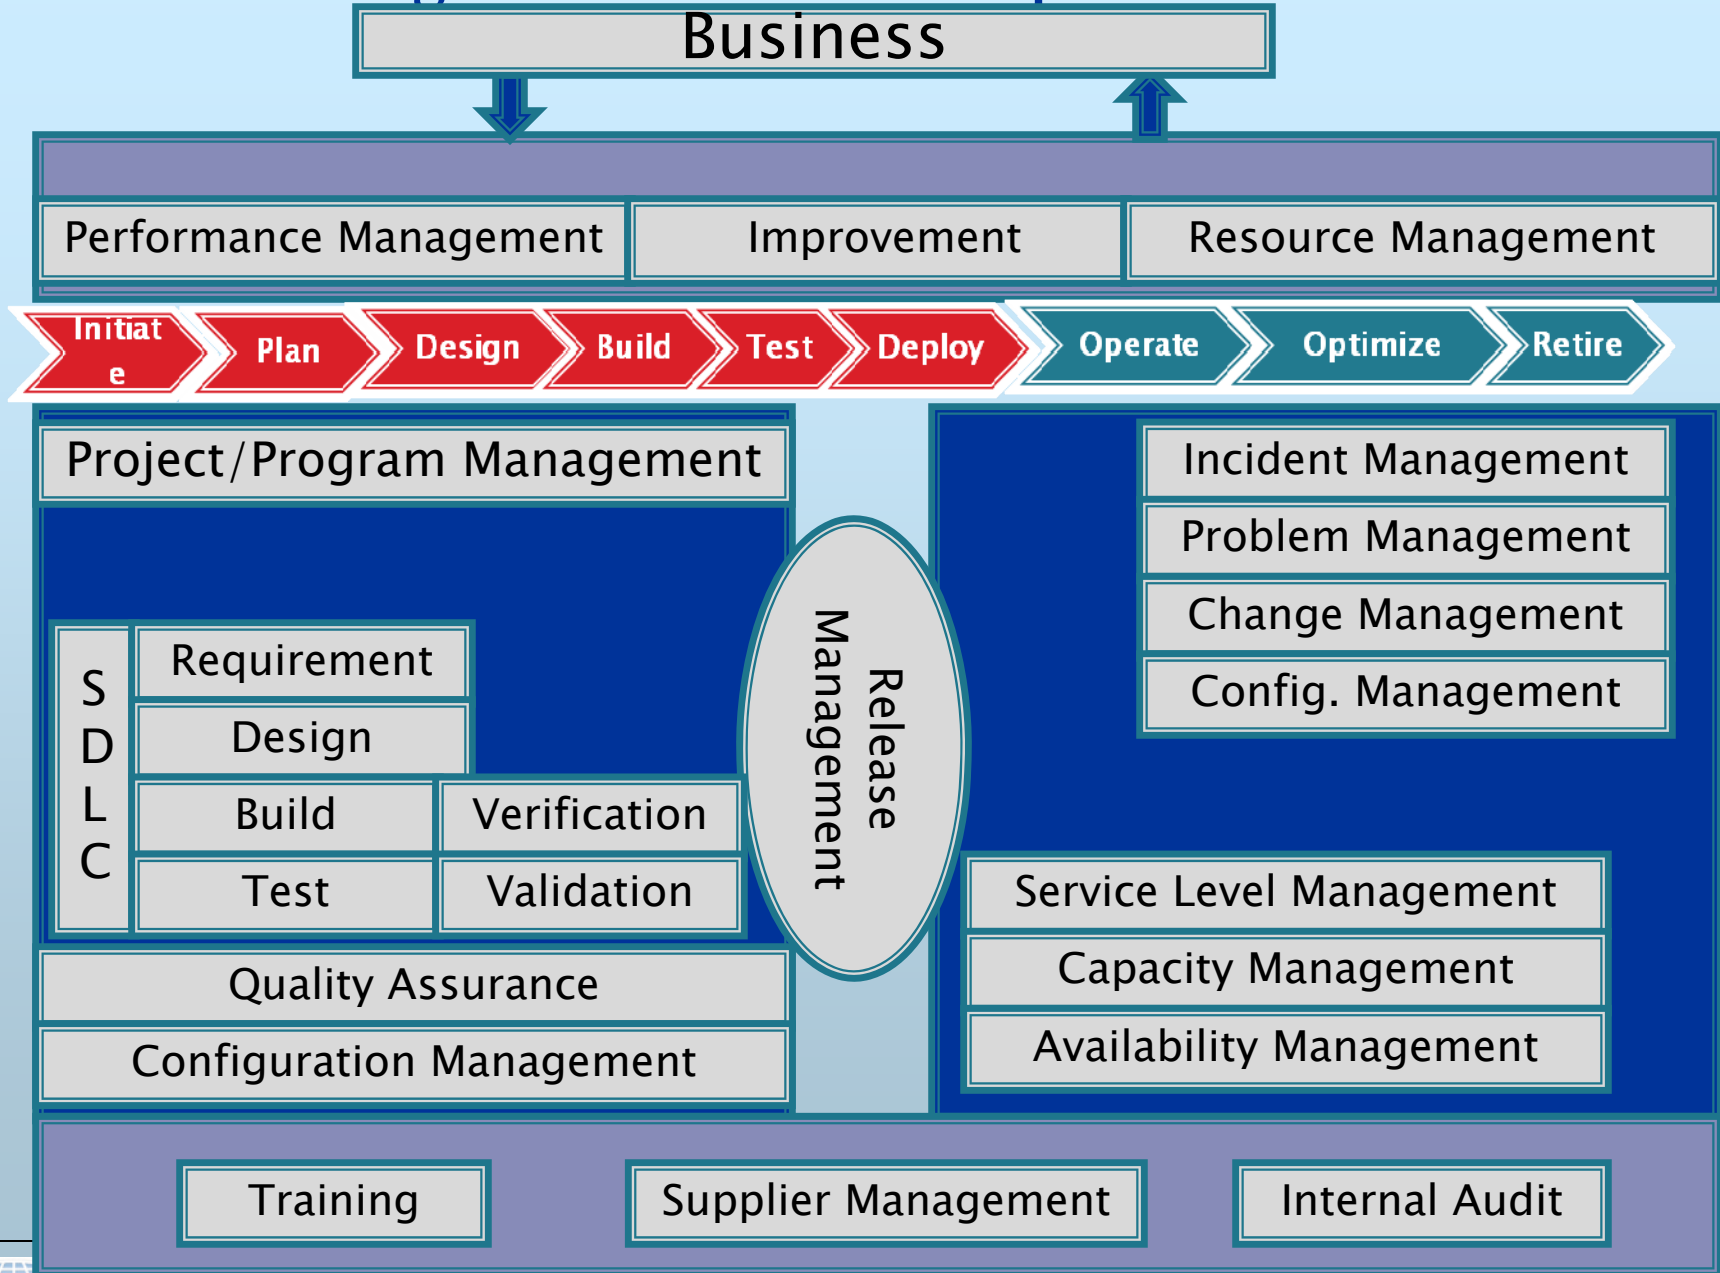 Business
Performance Management
Improvement
Resource Management
Initiat
e
Plan
Design
Build
Test
Deploy
Operate
Optimize
Retire
Project/Program Management
S
D
L
C
Requirement
Design
Build
Verification
Test
Validation
Quality Assurance
Configuration Management
Release
Management
Incident Management
Problem Management
Change Management
Config. Management
Service Level Management
Capacity Management
Availability Management
Training
Supplier Management
Internal Audit